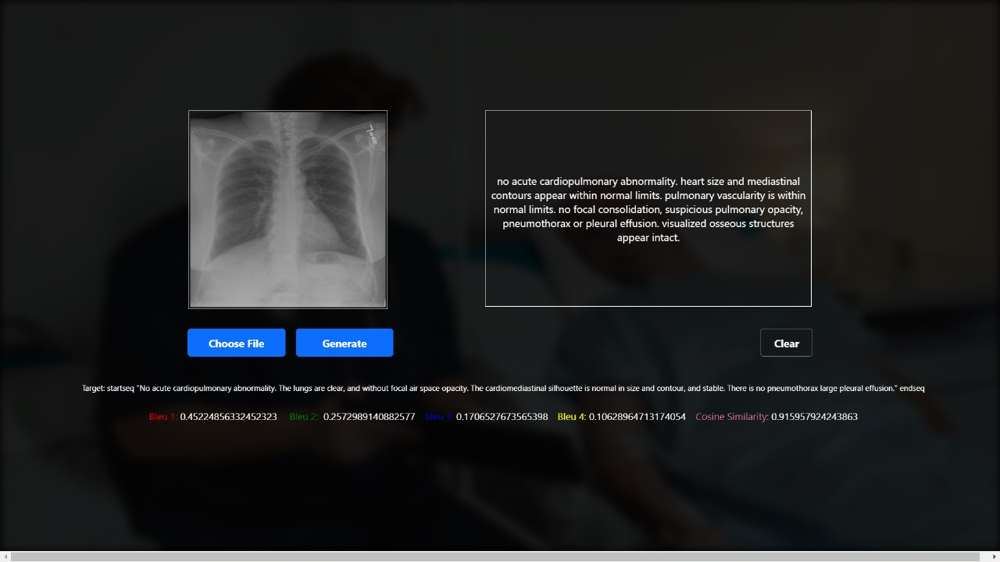 no acute cardiopulmonary abnormality. heart size and mediastinal
contours appear within normal limits. pulmonary vascularity is within
normal limits. no focal consolidation, suspicious pulmonary opacity,
pneumothorax or pleural effusion. visualized osseous structures
appear intact.
Choose File
Generate
Clear
Target: startseq "No acute cardiopulmonary abnormality. The lungs are clear, and without focal air space opacity. The cardiomediastinal silhouette is normal in size and contour, and stable. There is no pneumothorax large pleural effusion." endseq
Bleu 1: 0.45224856332452323 Bleu 2: 0.2572989140882577 Bleu 3: 0.1706527673565398 Bleu 4: 0.10628964713174054 Cosine Similarity: 0.915957924243863